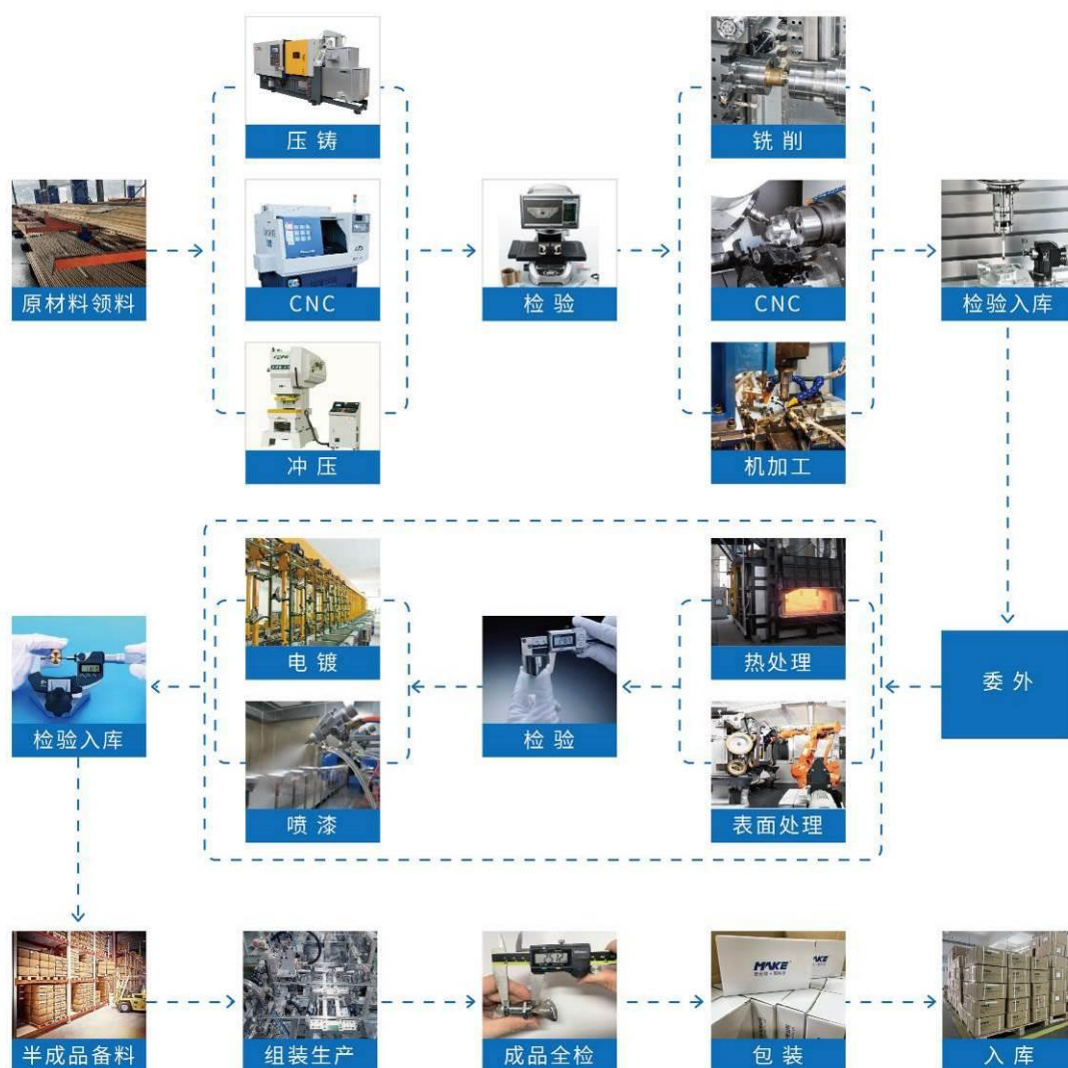 压铸
铣削
原材料领料
CNC
检验
CNC
检验入库
冲压
机加工
电镀
热处理
委外
检验入库
检验
喷漆
表面处理
MAKE
MAKE
半成品备料
组装生产
成品全检
包装
入库